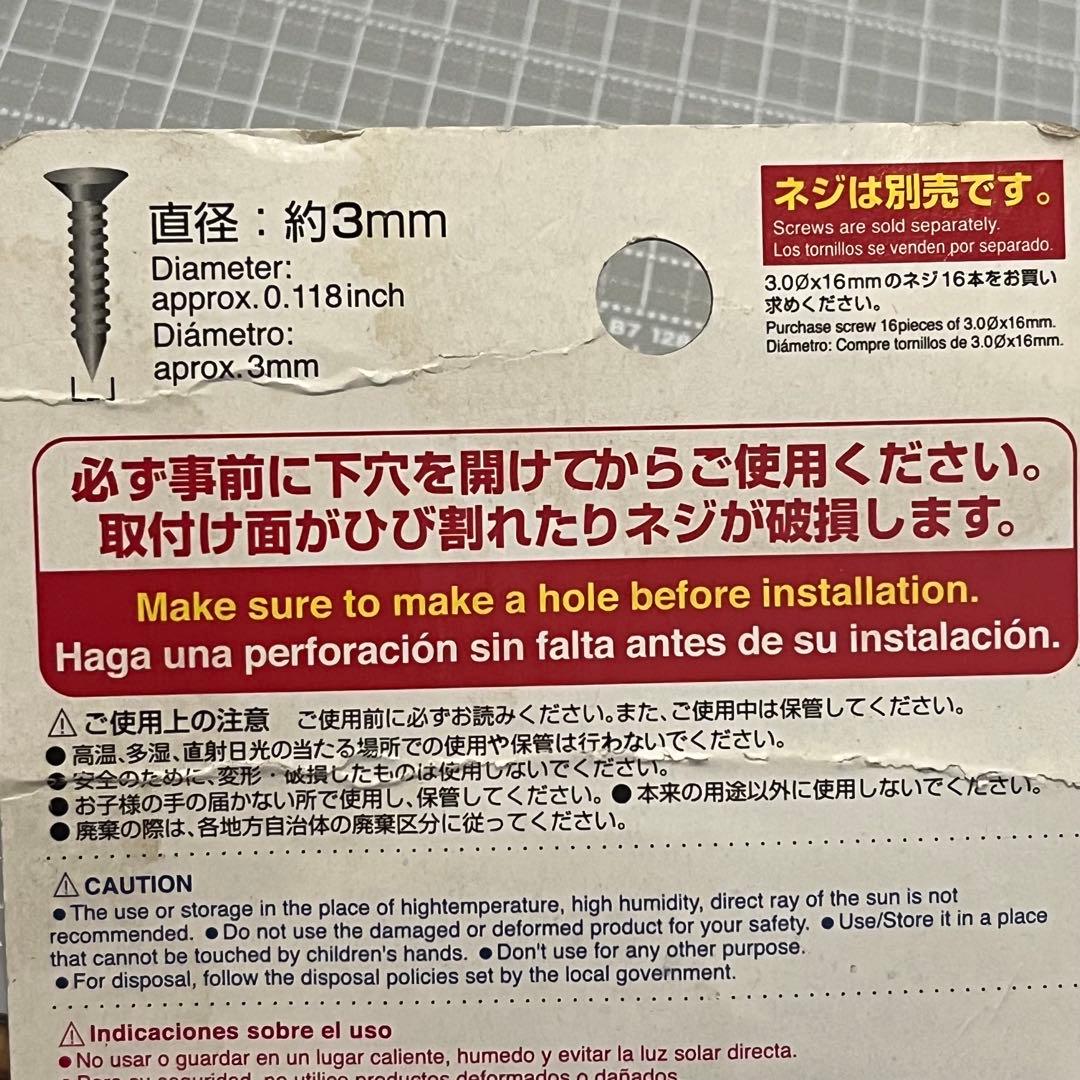 直径：約3mm
Diameter:
approx.0.118inch
Diámetro:
aprox.3mm
ネジは別売です。
Screws are sold separately.
Los tornillos se venden por separado.
3.0Øx16mmのネジ16本をお買い
求めください。
Purchase screw 16pieces of 3.0Øx16mm.
Diámetro: Compre tornillos de 3.0Øx16mm.
必ず事前に下穴を開けてからご使用ください。
取付け面がひび割れたりネジが破損します。
Make sure to make a hole before installation.
Haga una perforación sin falta antes de su instalación.
⚠ご使用上の注意 ご使用前に必ずお読みください。また、ご使用中は保管してください。
●高温、多湿、直射日光の当たる場所での使用や保管は行わないでください。
●安全のために、変形・破損したものは使用しないでください。
●お子様の手の届かない所で使用し、保管してください。●本来の用途以外に使用しないでください。
●廃棄の際は、各地方自治体の廃棄区分に従ってください。
⚠CAUTION
●The use or storage in the place of hightemperature, high humidity, direct ray of the sun is not
recommended. ●Do not use the damaged or deformed product for your safety. ●Use/Store it in a place
that cannot be touched by children's hands. ●Don't use for any other purpose.
●For disposal, follow the disposal policies set by the local government.
⚠Indicaciones sobre el uso
●No usar o guardar en un lugar caliente, humedo y evitar la luz solar directa.
●Para su seguridad, no utilice productos deformados o dañados.